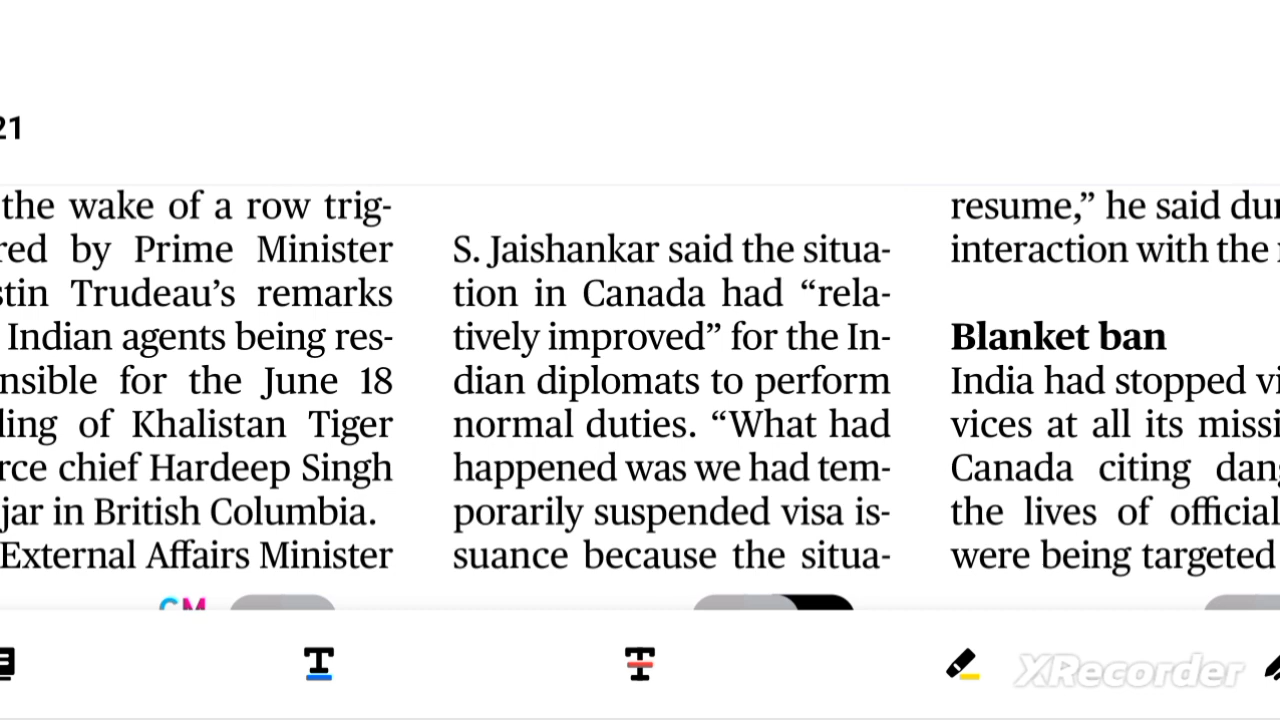 21
the wake of a row trig-
red by Prime Minister
stin Trudeau's remarks
Indian agents being res-
nsible for the June 18
ling of Khalistan Tiger
rce chief Hardeep Singh
jar in British Columbia.
External Affairs Minister
S. Jaishankar said the situa-
tion in Canada had “rela-
tively improved” for the In-
dian diplomats to perform
normal duties. “What had
happened was we had tem-
porarily suspended visa is-
suance because the situa-
resume,” he said dur
interaction with the
Blanket ban
India had stopped vi
vices at all its missi
Canada citing dang
the lives of official
were being targeted
CM
XRecorder